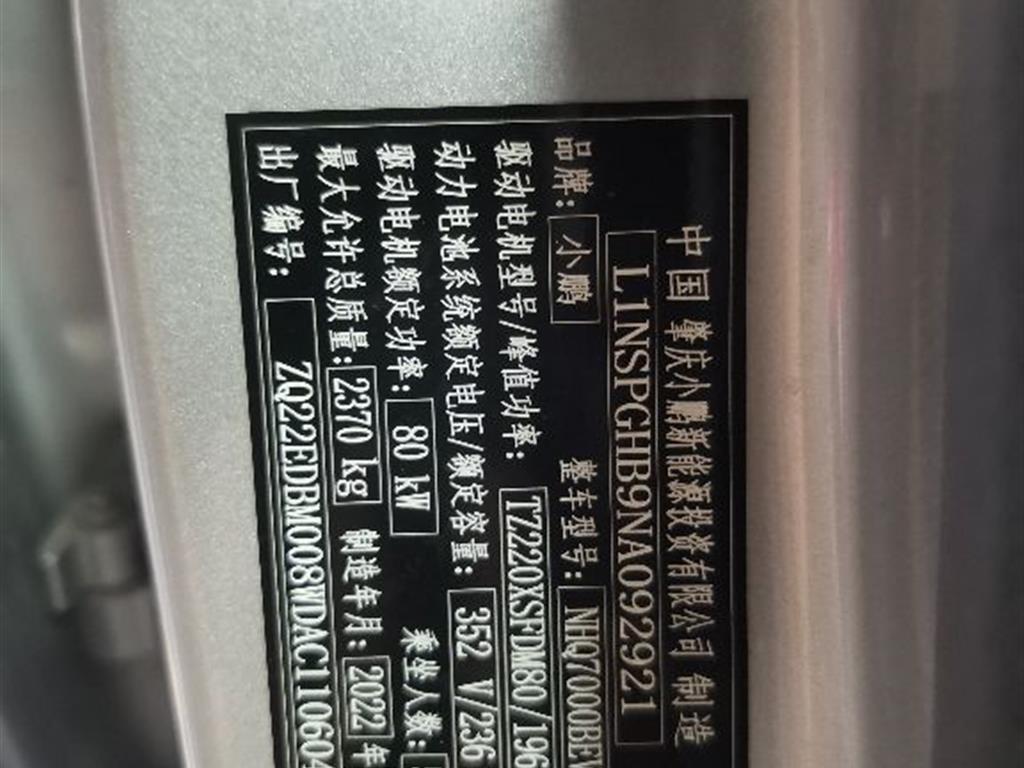 中国 肇庆小鹏新能源投资有限公司 制造
L1NSPGHB9NA092921
品牌: 小鹏 整车型号: NHQ7000BEV
驱动电机型号/峰值功率: TZ220XSFDM80/196
动力电池系统额定电压/额定容量: 352 V/236
驱动电机额定功率: 80 kW 乘坐人数:
最大允许总质量: 2370 kg 制造年月: 2022 年
出厂编号: ZQ22EDBM008WDAC110604